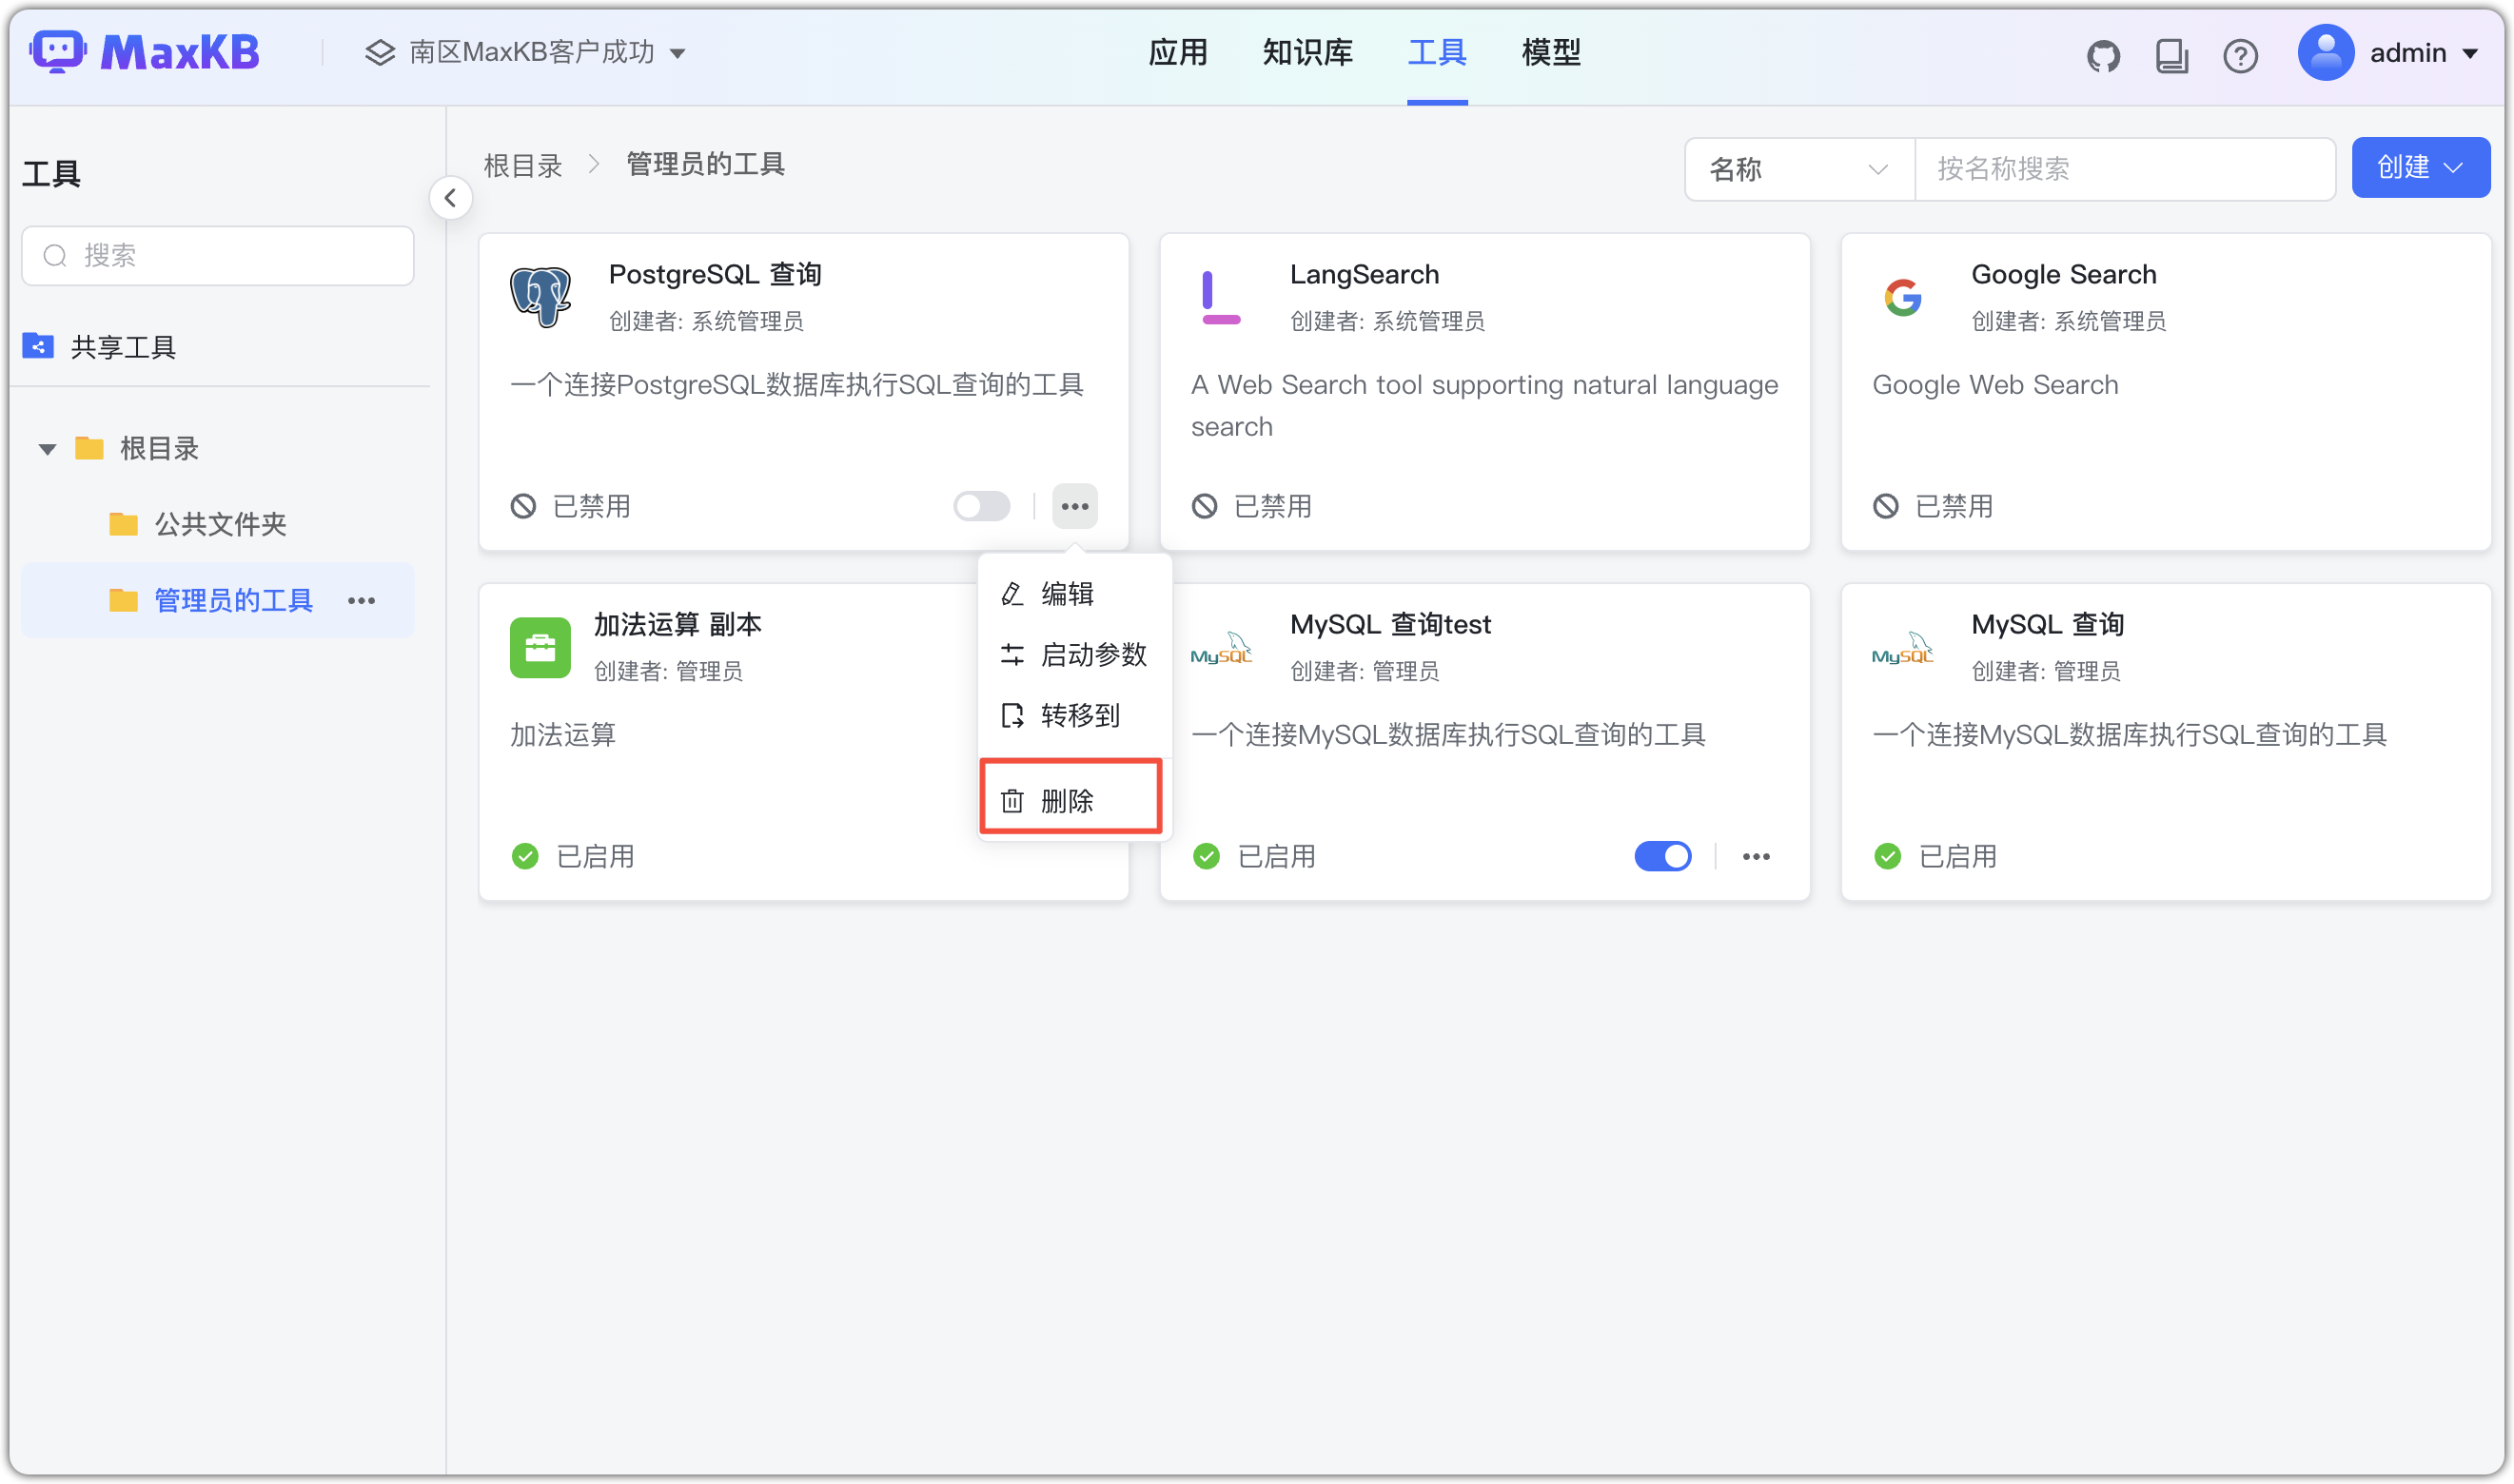 MaxKB
南区MaxKB客户成功
应用
知识库
工具
模型
admin
工具
搜索
共享工具
根目录
公共文件夹
管理员的工具
根目录
管理员的工具
名称
按名称搜索
创建
PostgreSQL 查询
创建者: 系统管理员
一个连接PostgreSQL数据库执行SQL查询的工具
已禁用
LangSearch
创建者: 系统管理员
A Web Search tool supporting natural language
search
已禁用
Google Search
创建者: 系统管理员
Google Web Search
已禁用
编辑
启动参数
转移到
删除
加法运算 副本
创建者: 管理员
加法运算
已启用
MySQL
MySQL 查询test
创建者: 管理员
一个连接MySQL数据库执行SQL查询的工具
已启用
MySQL
MySQL 查询
创建者: 管理员
一个连接MySQL数据库执行SQL查询的工具
已启用